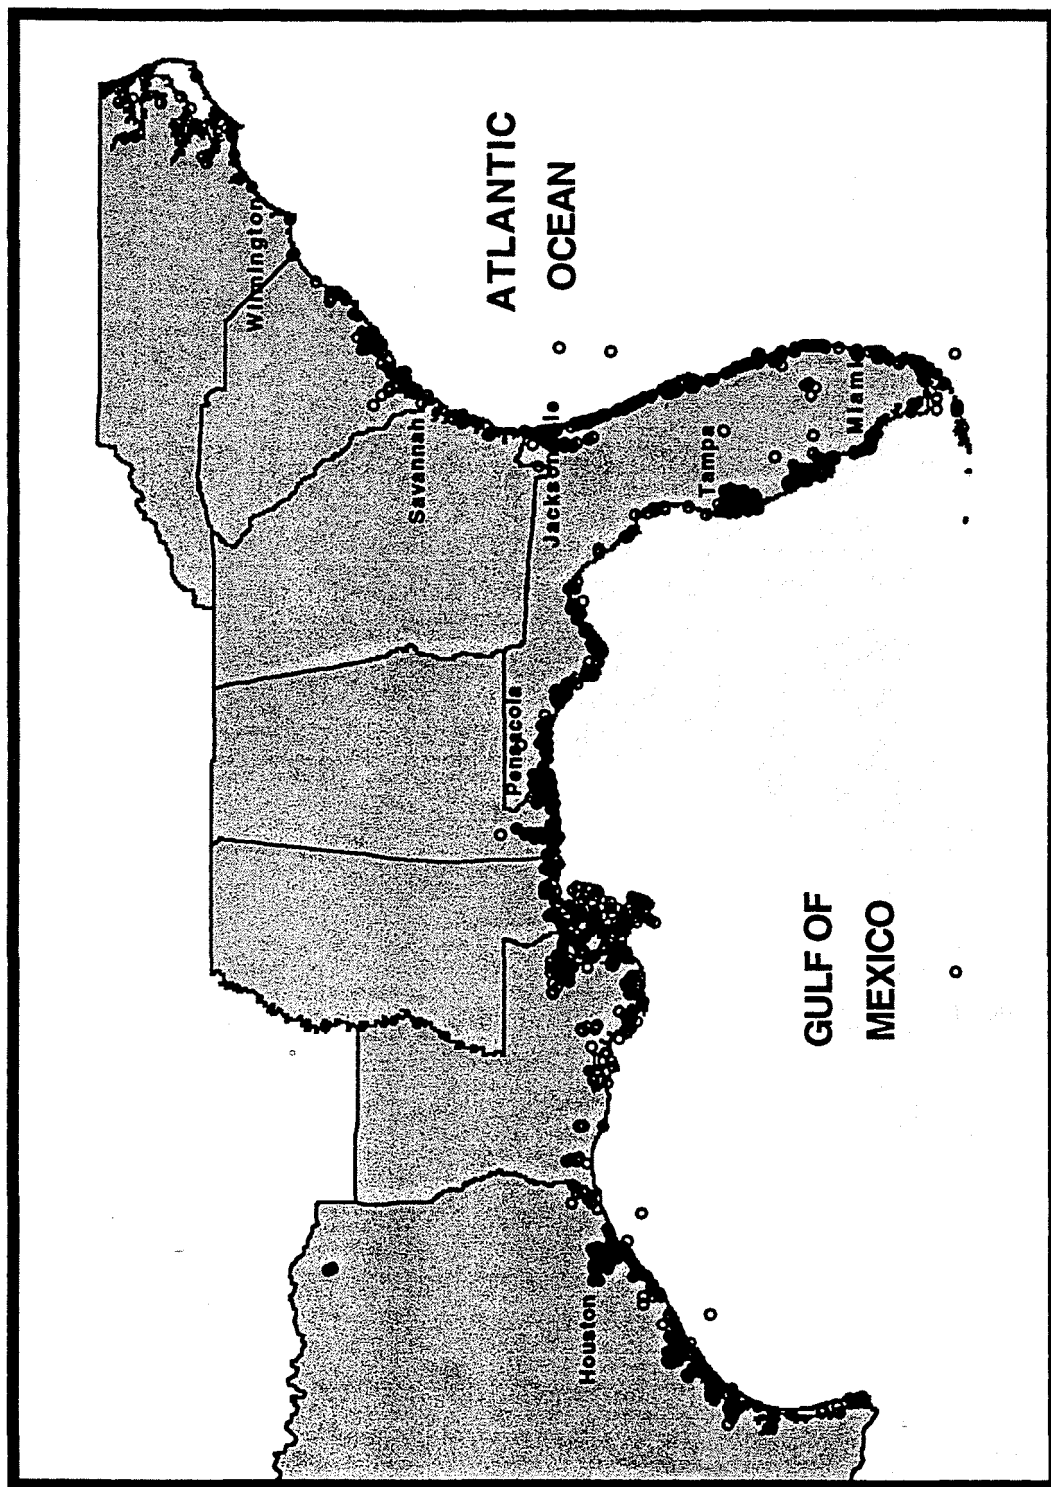 ATLANTIC
OCEAN
Wilmington
Savannah
Tampa
Miami
Pensacola
GULF OF
MEXICO
Houston